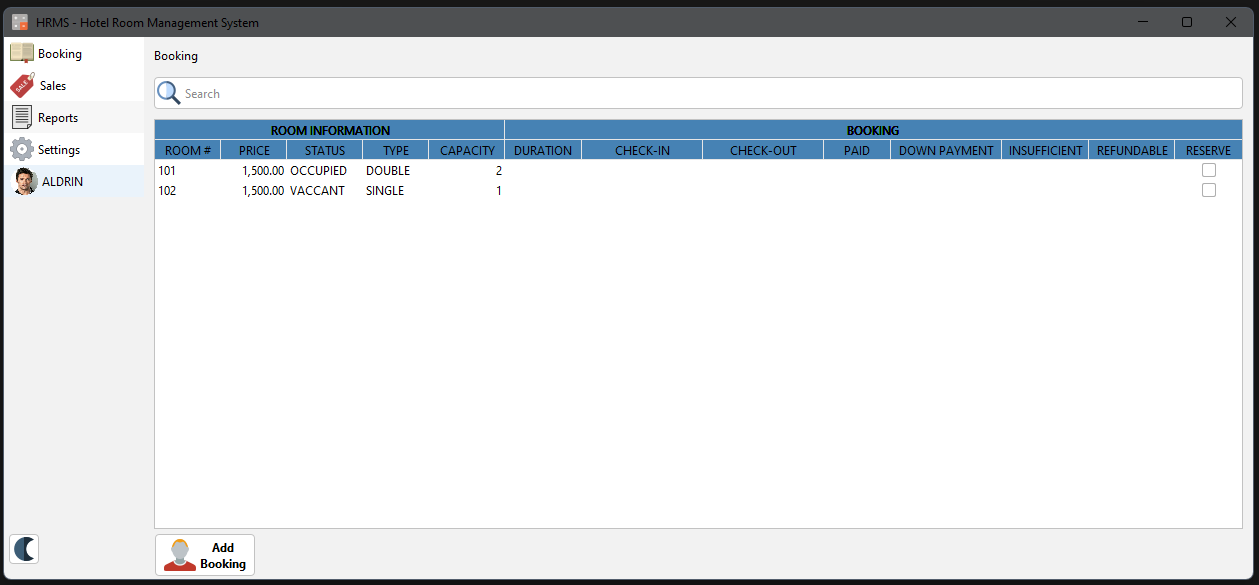 HRMS - Hotel Room Management System
Booking
SALE
Sales
Reports
Settings
ALDRIN
Booking
Search
ROOM INFORMATION BOOKING
ROOM # PRICE STATUS TYPE CAPACITY DURATION CHECK-IN CHECK-OUT PAID DOWN PAYMENT INSUFFICIENT REFUNDABLE RESERVE
101 1,500.00 OCCUPIED DOUBLE 2
102 1,500.00 VACCANT SINGLE 1
Add
Booking